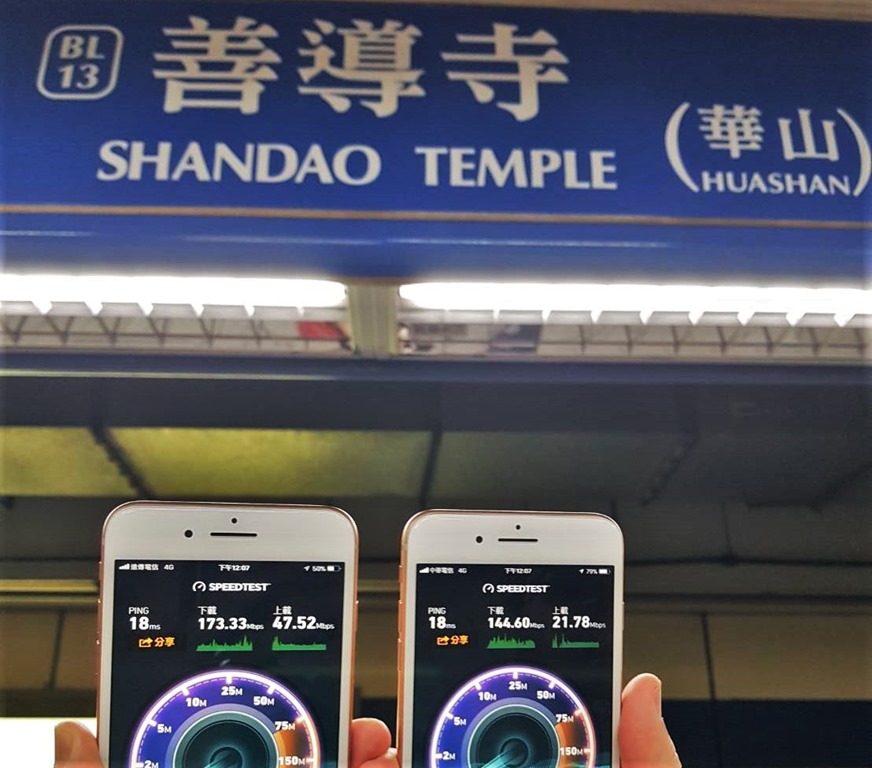 BL
13
善導寺
SHANDAO TEMPLE
(華山)
(HUASHAN)
遠傳電信 4G 下午12:07 50%
SPEEDTEST
PING 下載 上載
18ms 173.33Mbps 47.52Mbps
分享
2M 5M 10M 25M 50M 75M 150M
中華電信 4G 下午12:07 79%
SPEEDTEST
PING 下載 上載
18ms 144.60Mbps 21.78Mbps
分享
2M 5M 10M 25M 50M 75M 150M